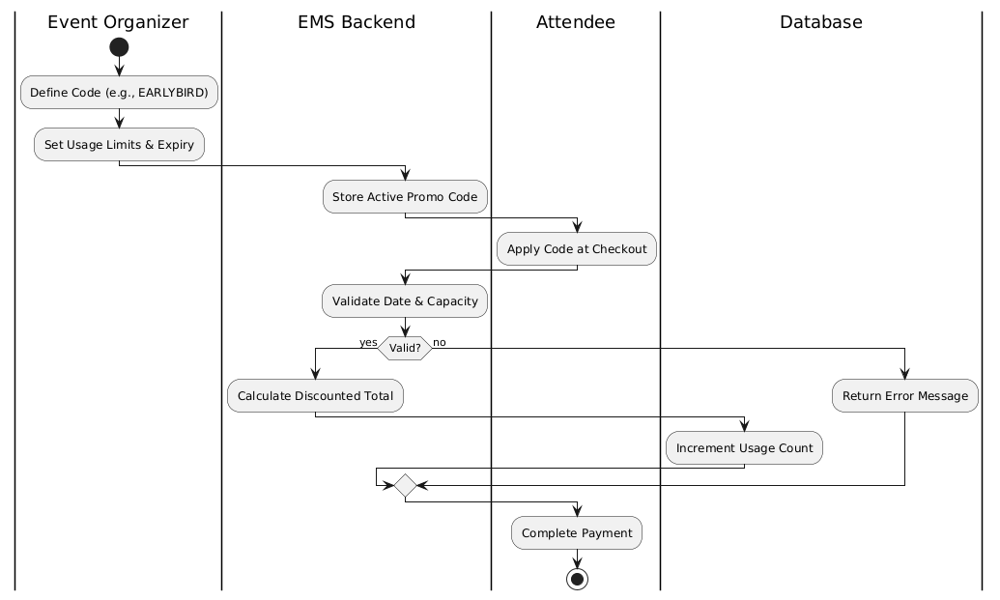 Event Organizer
EMS Backend
Attendee
Database
Define Code (e.g., EARLYBIRD)
Set Usage Limits & Expiry
Store Active Promo Code
Apply Code at Checkout
Validate Date & Capacity
yes
Valid?
no
Calculate Discounted Total
Return Error Message
Increment Usage Count
Complete Payment